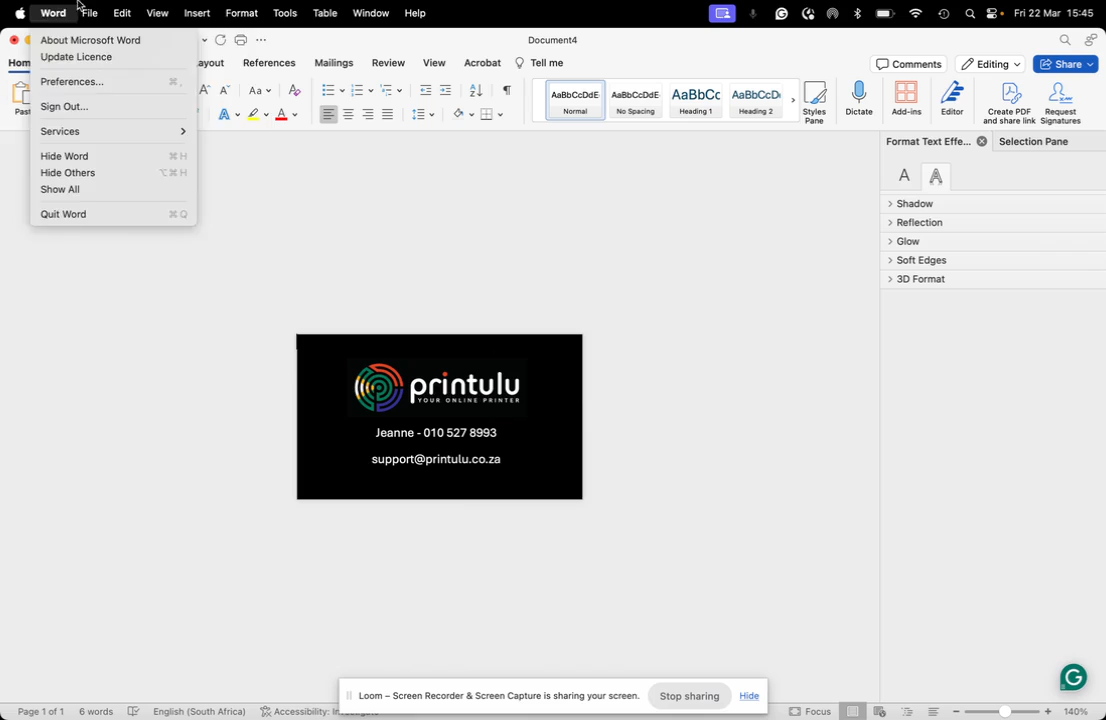 Word File Edit View Insert Format Tools Table Window Help Fri 22 Mar 15:45
Document4
About Microsoft Word
Update Licence
Preferences... ⌘ ,
Sign Out...
Services
Hide Word ⌘ H
Hide Others ⌥ ⌘ H
Show All
Quit Word ⌘ Q
Hom
ayout References Mailings Review View Acrobat Tell me Comments Editing Share
Past
Aa
AaBbCcDdE AaBbCcDdE AaBbCc AaBbCcDd
Normal No Spacing Heading 1 Heading 2
Styles Pane
Dictate
Add-ins
Editor
Create PDF and share link
Request Signatures
Format Text Effe... Selection Pane
A A
Shadow
Reflection
Glow
Soft Edges
3D Format
printulu
YOUR ONLINE PRINTER
Jeanne - 010 527 8993
support@printulu.co.za
Loom – Screen Recorder & Screen Capture is sharing your screen. Stop sharing Hide
Page 1 of 1 6 words English (South Africa) Accessibility: Focus 140%